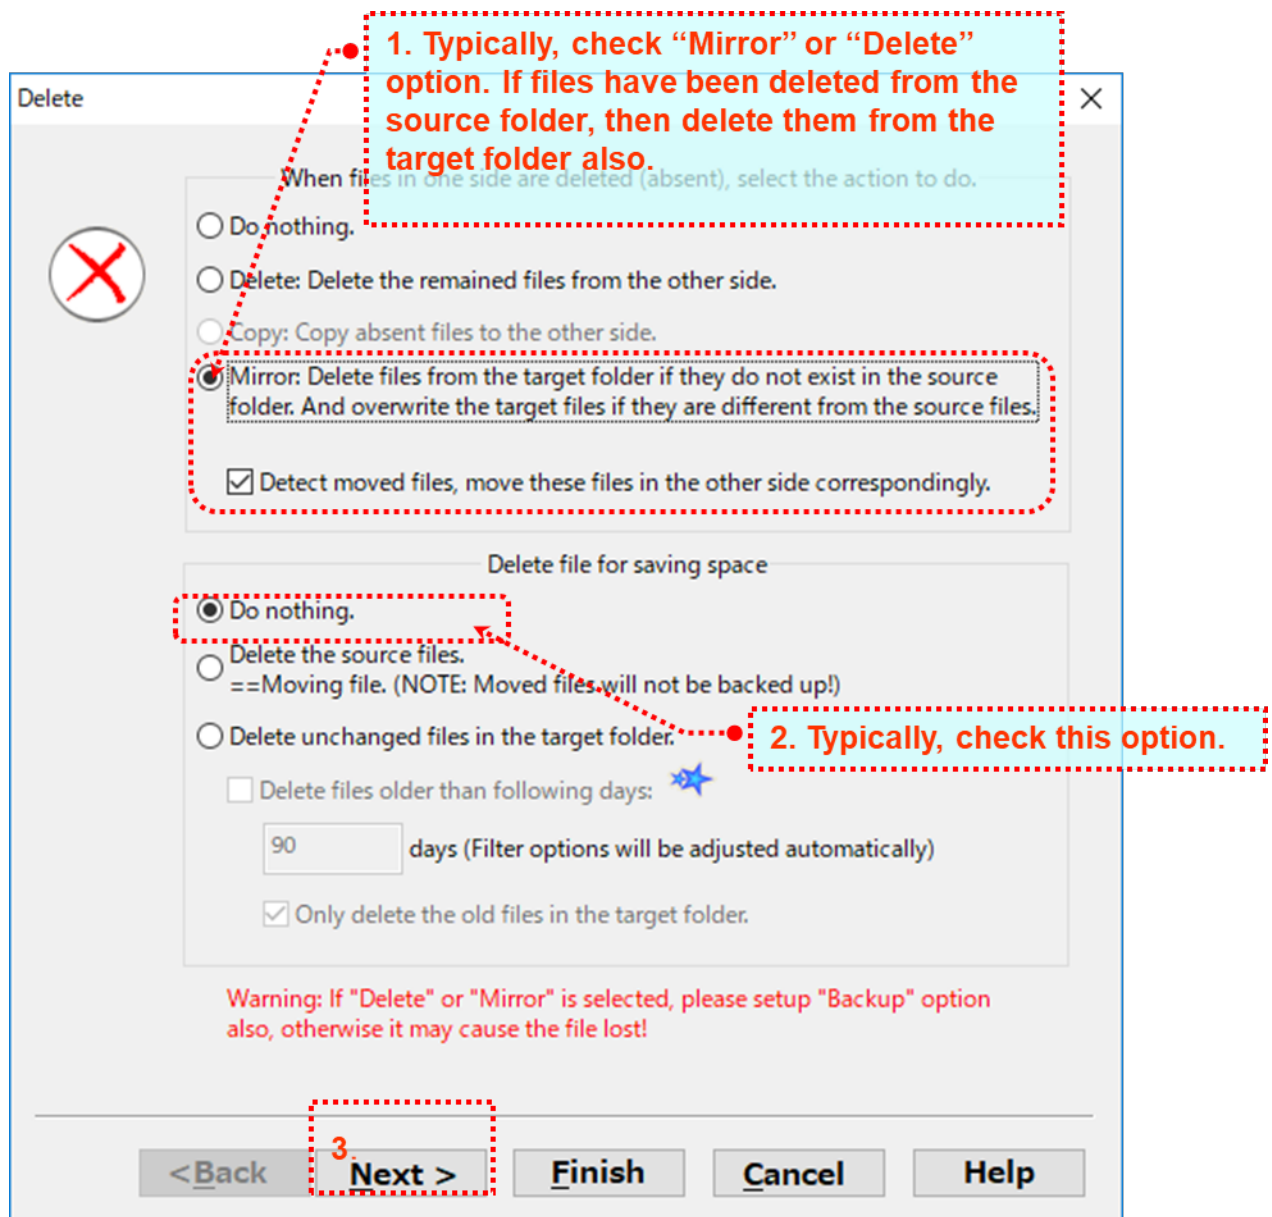 1. Typically, check “Mirror” or “Delete”
option. If files have been deleted from the
source folder, then delete them from the
target folder also.
Delete
When files in one side are deleted (absent), select the action to do.
Do nothing.
Delete: Delete the remained files from the other side.
Copy: Copy absent files to the other side.
Mirror: Delete files from the target folder if they do not exist in the source
folder. And overwrite the target files if they are different from the source files.
Detect moved files, move these files in the other side correspondingly.
Delete file for saving space
Do nothing.
Delete the source files.
==Moving file. (NOTE: Moved files will not be backed up!)
Delete unchanged files in the target folder.
2. Typically, check this option.
Delete files older than following days:
90 days (Filter options will be adjusted automatically)
Only delete the old files in the target folder.
Warning: If "Delete" or "Mirror" is selected, please setup "Backup" option
also, otherwise it may cause the file lost!
3.
<Back Next > Finish Cancel Help